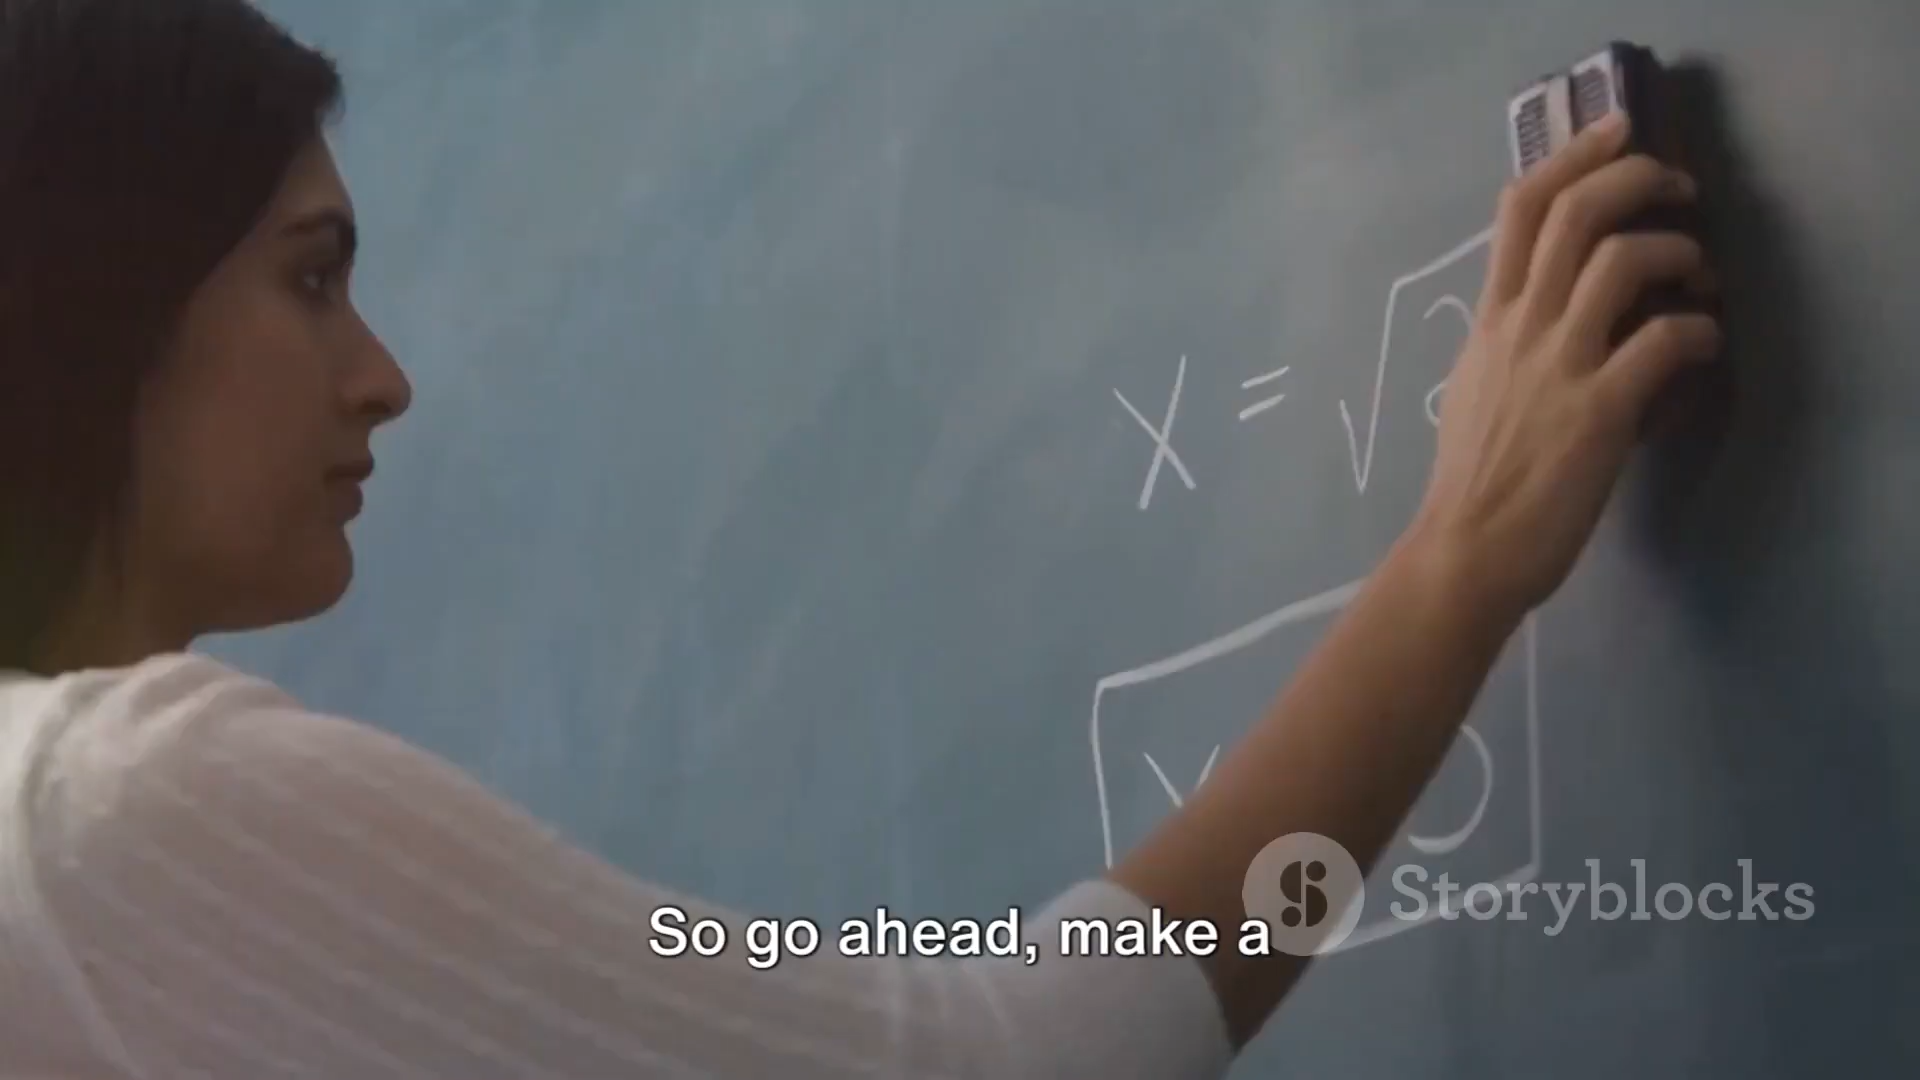 X = √
So go ahead, make a
Storyblocks